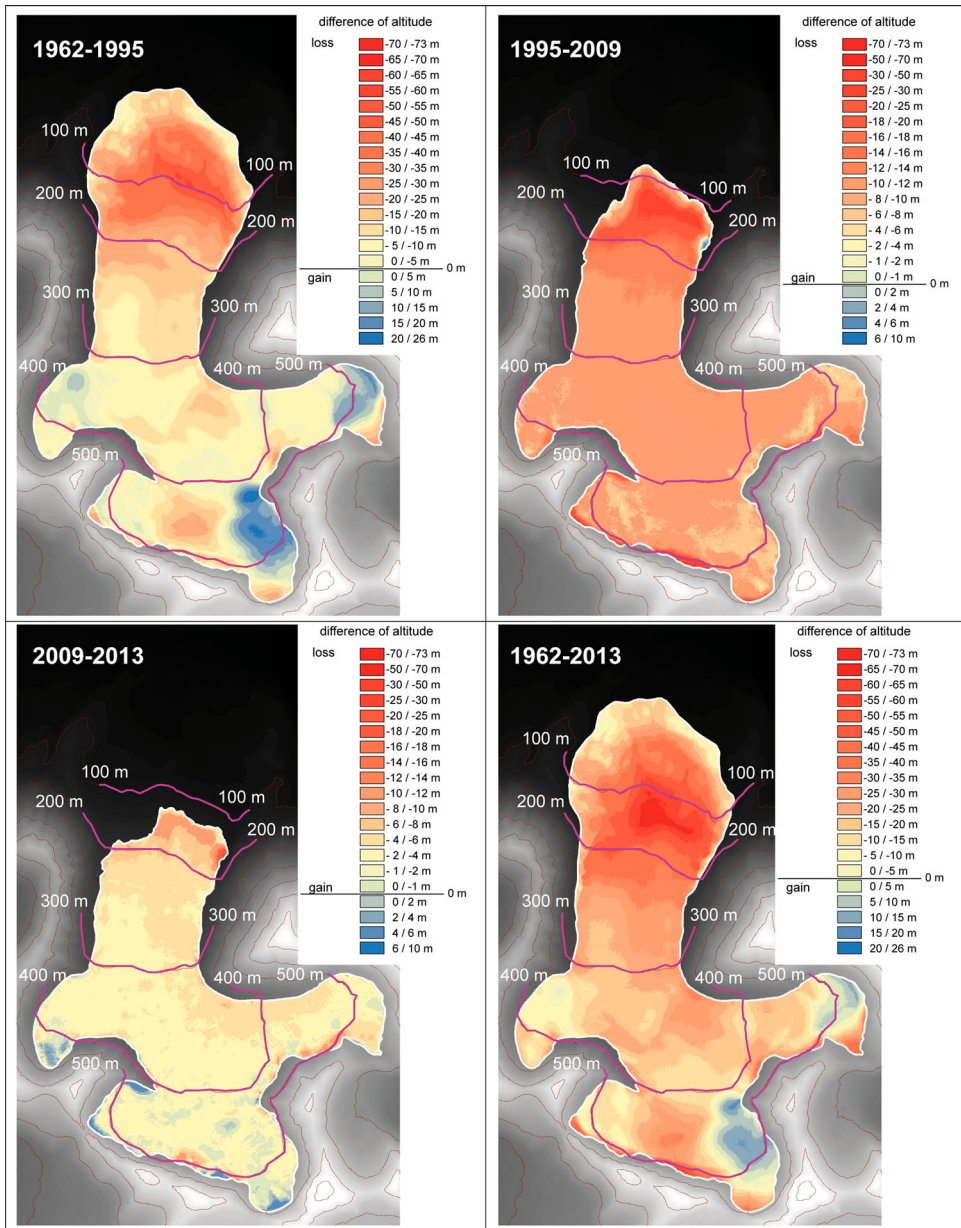 1962-1995
difference of altitude
loss
-70 / -73 m
-65 / -70 m
-60 / 65 m
-55 / 60 m
-50 / 55 m
-45 / 50 m
-40 / 45 m
-35 / 40 m
-30 / 35 m
-25 / 30 m
-20 / 25 m
-15 / 20 m
-10 / 15 m
- 5 / -10 m
0 / -5 m
0 m
gain
0 / 5 m
5 / 10 m
10 / 15 m
15 / 20 m
20 / 26 m
100 m
100 m
200 m
200 m
300 m
300 m
400 m
400 m
500 m
500 m
1995-2009
difference of altitude
loss
-70 / -73 m
-50 / -70 m
-30 / -50 m
-25 / -30 m
-20 / -25 m
-18 / -20 m
-16 / -18 m
-14 / -16 m
-12 / -14 m
-10 / -12 m
- 8 / -10 m
- 6 / -8 m
- 4 / -6 m
- 2 / -4 m
- 1 / -2 m
0 / -1 m
0 m
gain
0 / 2 m
2 / 4 m
4 / 6 m
6 / 10 m
100 m
100 m
200 m
200 m
300 m
300 m
400 m
400 m
500 m
500 m
2009-2013
difference of altitude
loss
-70 / -73 m
-50 / -70 m
-30 / -50 m
-25 / -30 m
-20 / -25 m
-18 / -20 m
-16 / -18 m
-14 / -16 m
-12 / -14 m
-10 / -12 m
- 8 / -10 m
- 6 / -8 m
- 4 / -6 m
- 2 / -4 m
- 1 / -2 m
0 / -1 m
0 m
gain
0 / 2 m
2 / 4 m
4 / 6 m
6 / 10 m
100 m
100 m
200 m
200 m
300 m
300 m
400 m
400 m
500 m
500 m
1962-2013
difference of altitude
loss
-70 / -73 m
-65 / -70 m
-60 / -65 m
-55 / -60 m
-50 / -55 m
-45 / -50 m
-40 / -45 m
-35 / -40 m
-30 / -35 m
-25 / -30 m
-20 / -25 m
-15 / -20 m
-10 / -15 m
- 5 / -10 m
0 / -5 m
0 m
gain
0 / 5 m
5 / 10 m
10 / 15 m
15 / 20 m
20 / 26 m
100 m
100 m
200 m
200 m
300 m
300 m
400 m
400 m
500 m
500 m